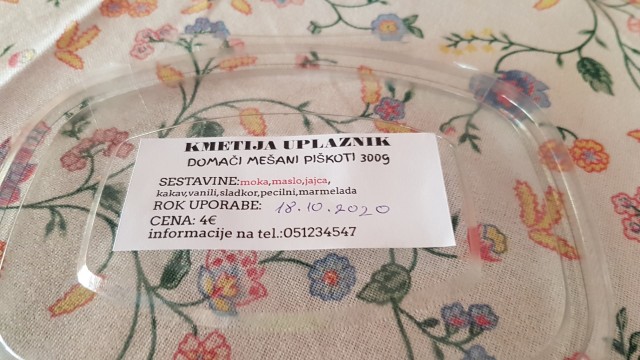 KMETIJA UPLAZNIK
DOMAČI MEŠANI PIŠKOTI 300g
SESTAVINE:moka,maslo,jajca,
kakav,vanili,sladkor,pecilni,marmelada
ROK UPORABE: 18.10.2020
CENA: 4€
informacije na tel.:051234547